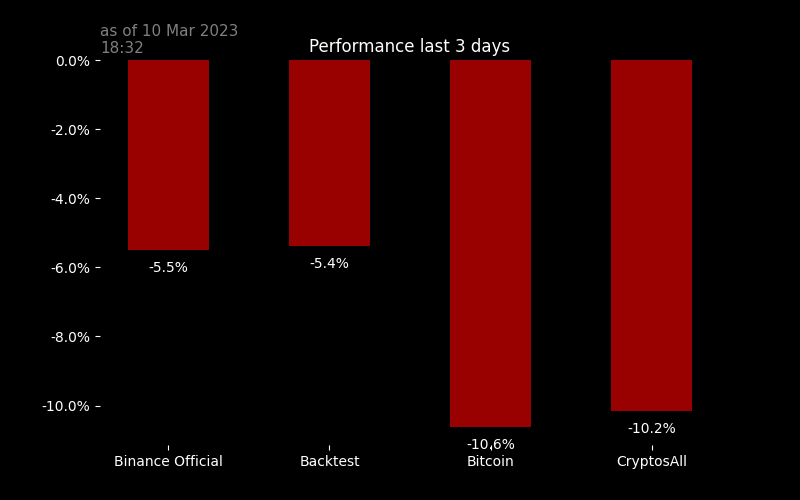 as of 10 Mar 2023
18:32
Performance last 3 days
0.0%
-2.0%
-4.0%
-6.0%
-8.0%
-10.0%
-5.5%
-5.4%
-10.6%
-10.2%
Binance Official
Backtest
Bitcoin
CryptosAll